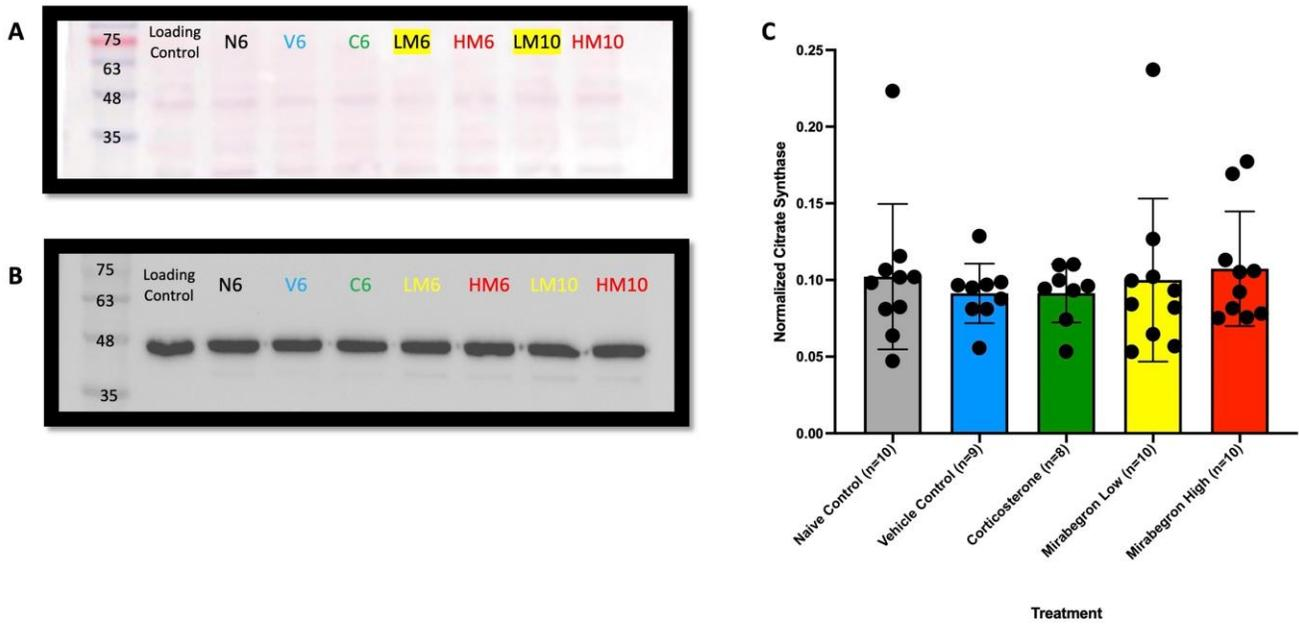 A
75
Loading
Control
N6
V6
C6
LM6
HM6
LM10
HM10
63
48
35
B
75
Loading
Control
N6
V6
C6
LM6
HM6
LM10
HM10
63
48
35
C
Normalized Citrate Synthase
0.25
0.20
0.15
0.10
0.05
0.00
Naive Control (n=10)
Vehicle Control (n=9)
Corticosterone (n=8)
Mirabegron Low (n=10)
Mirabegron High (n=10)
Treatment